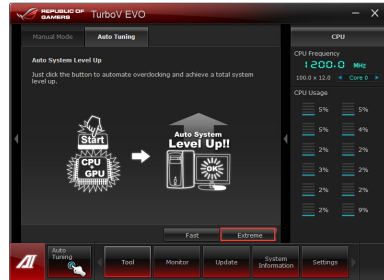 REPUBLIC OF
GAMERS
TurboV EVO
Manual Mode
Auto Tuning
Auto System Level Up
Just click the button to automate overclocking and achieve a total system
level up.
Start
CPU
+
GPU
Auto System
Level Up!!
OK
Fast
Extreme
CPU
CPU Frequency
1200.0 MHz
100.0 x 12.0
Core 0
CPU Usage
5% 5%
5% 4%
2% 2%
3% 2%
2% 2%
2% 9%
Auto
Tuning
Tool
Monitor
Update
System
Information
Settings